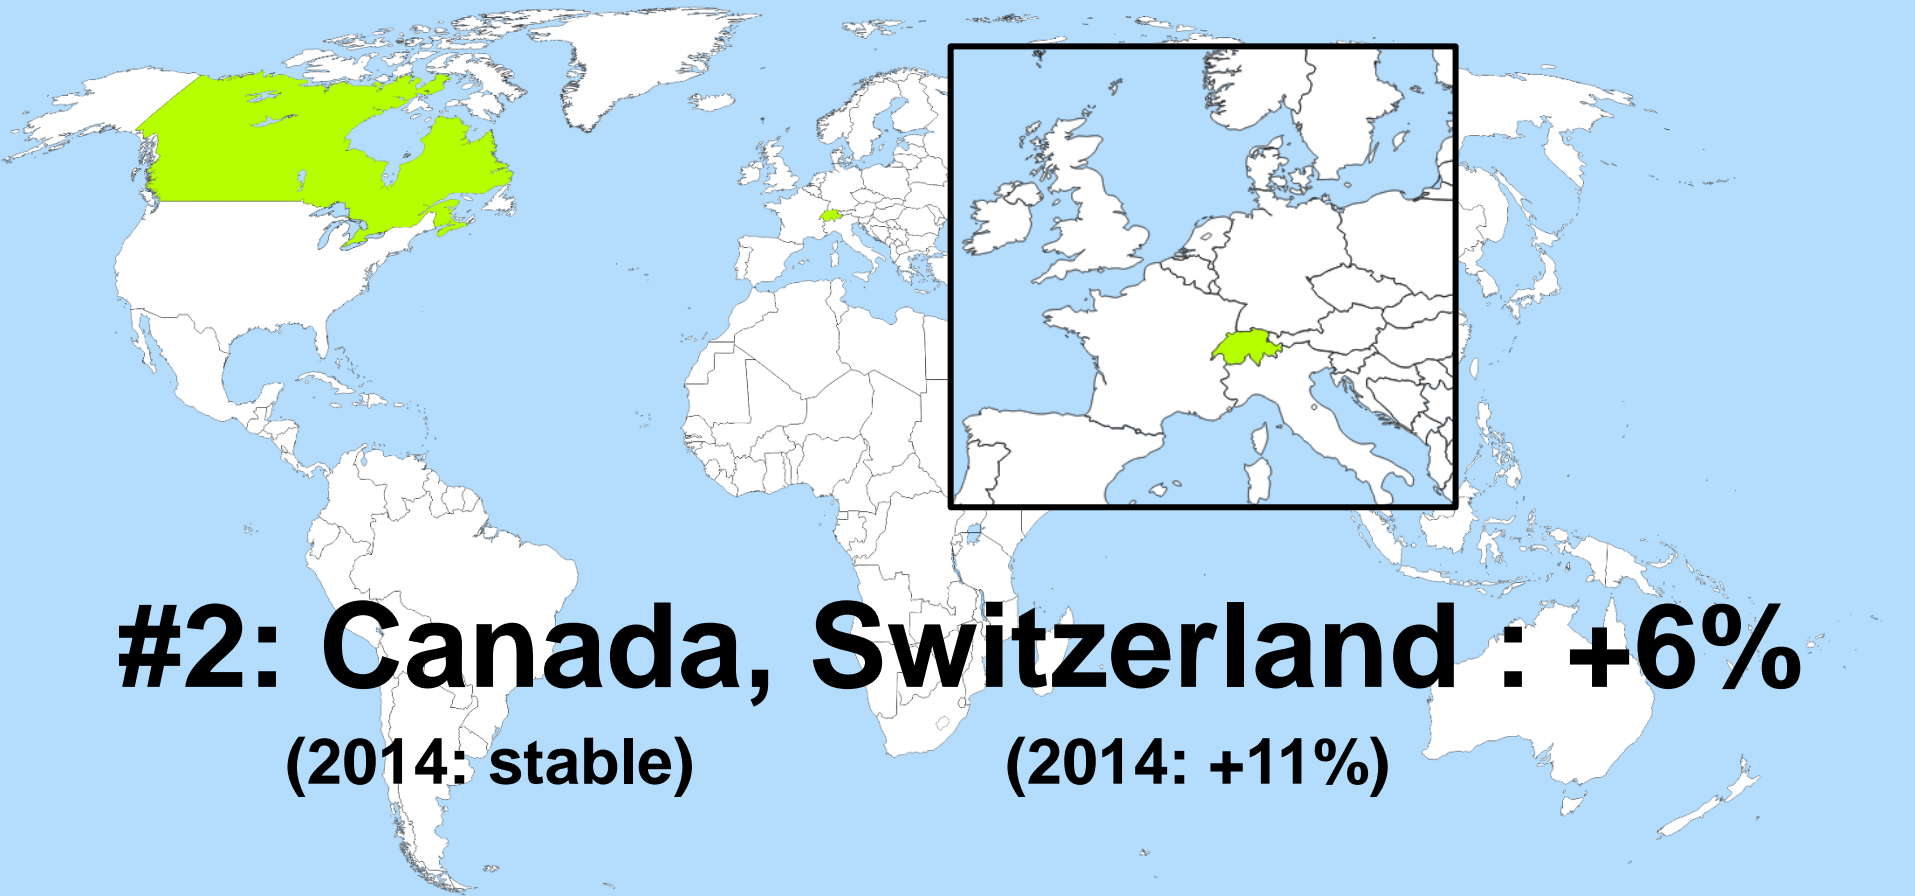 #2: Canada, Switzerland : +6%
(2014: stable) (2014: +11%)